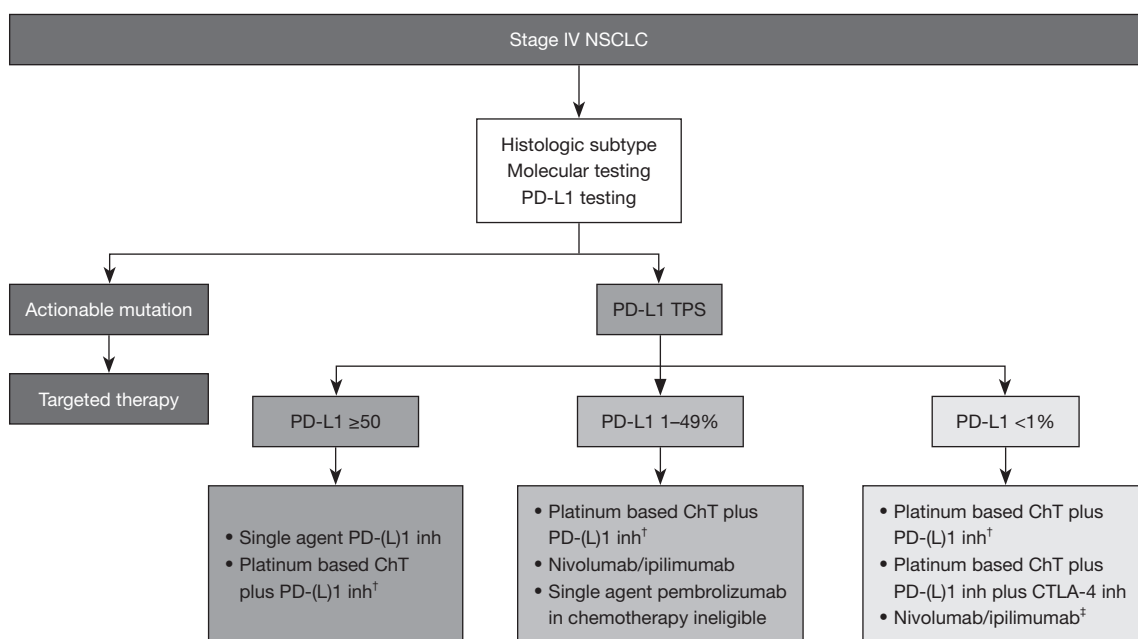 Stage IV NSCLC
Histologic subtype
Molecular testing
PD-L1 testing
Actionable mutation
PD-L1 TPS
Targeted therapy
PD-L1 ≥50
PD-L1 1–49%
PD-L1 <1%
• Single agent PD-(L)1 inh
• Platinum based ChT
plus PD-(L)1 inh†
• Platinum based ChT plus
PD-(L)1 inh†
• Nivolumab/ipilimumab
• Single agent pembrolizumab
in chemotherapy ineligible
• Platinum based ChT plus
PD-(L)1 inh†
• Platinum based ChT plus
PD-(L)1 inh plus CTLA-4 inh
• Nivolumab/ipilimumab‡